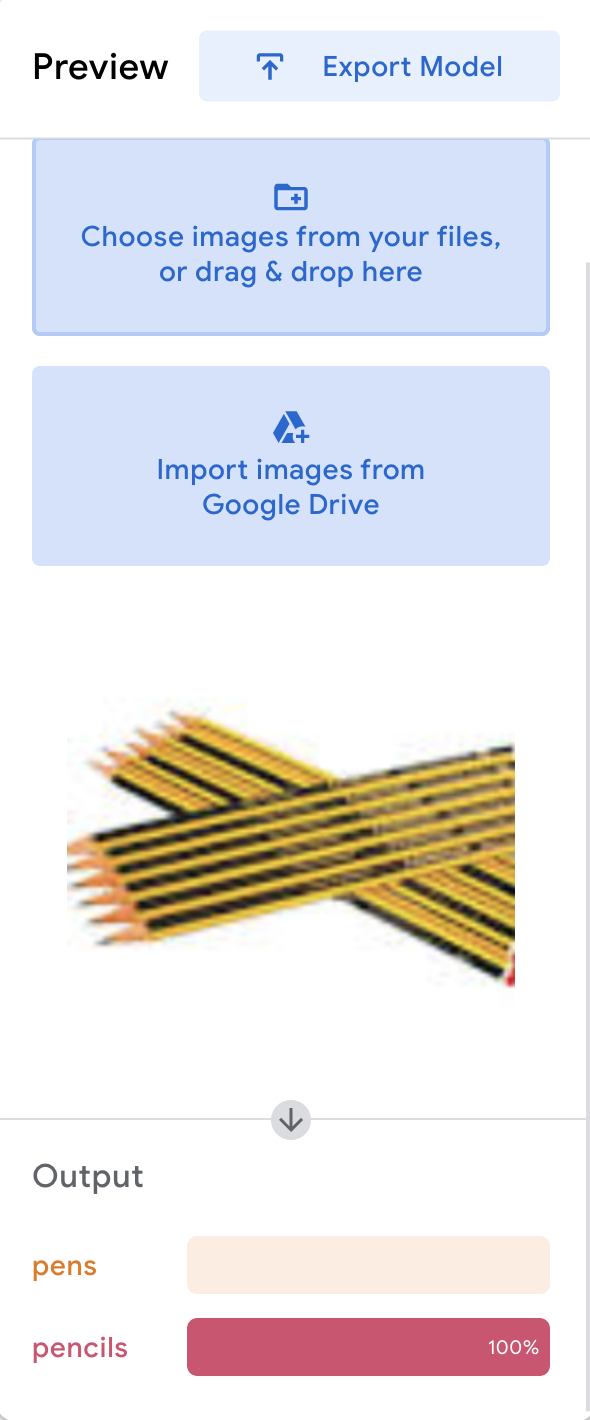 Preview
Export Model
Choose images from your files,
or drag & drop here
Import images from
Google Drive
Output
pens
pencils
100%